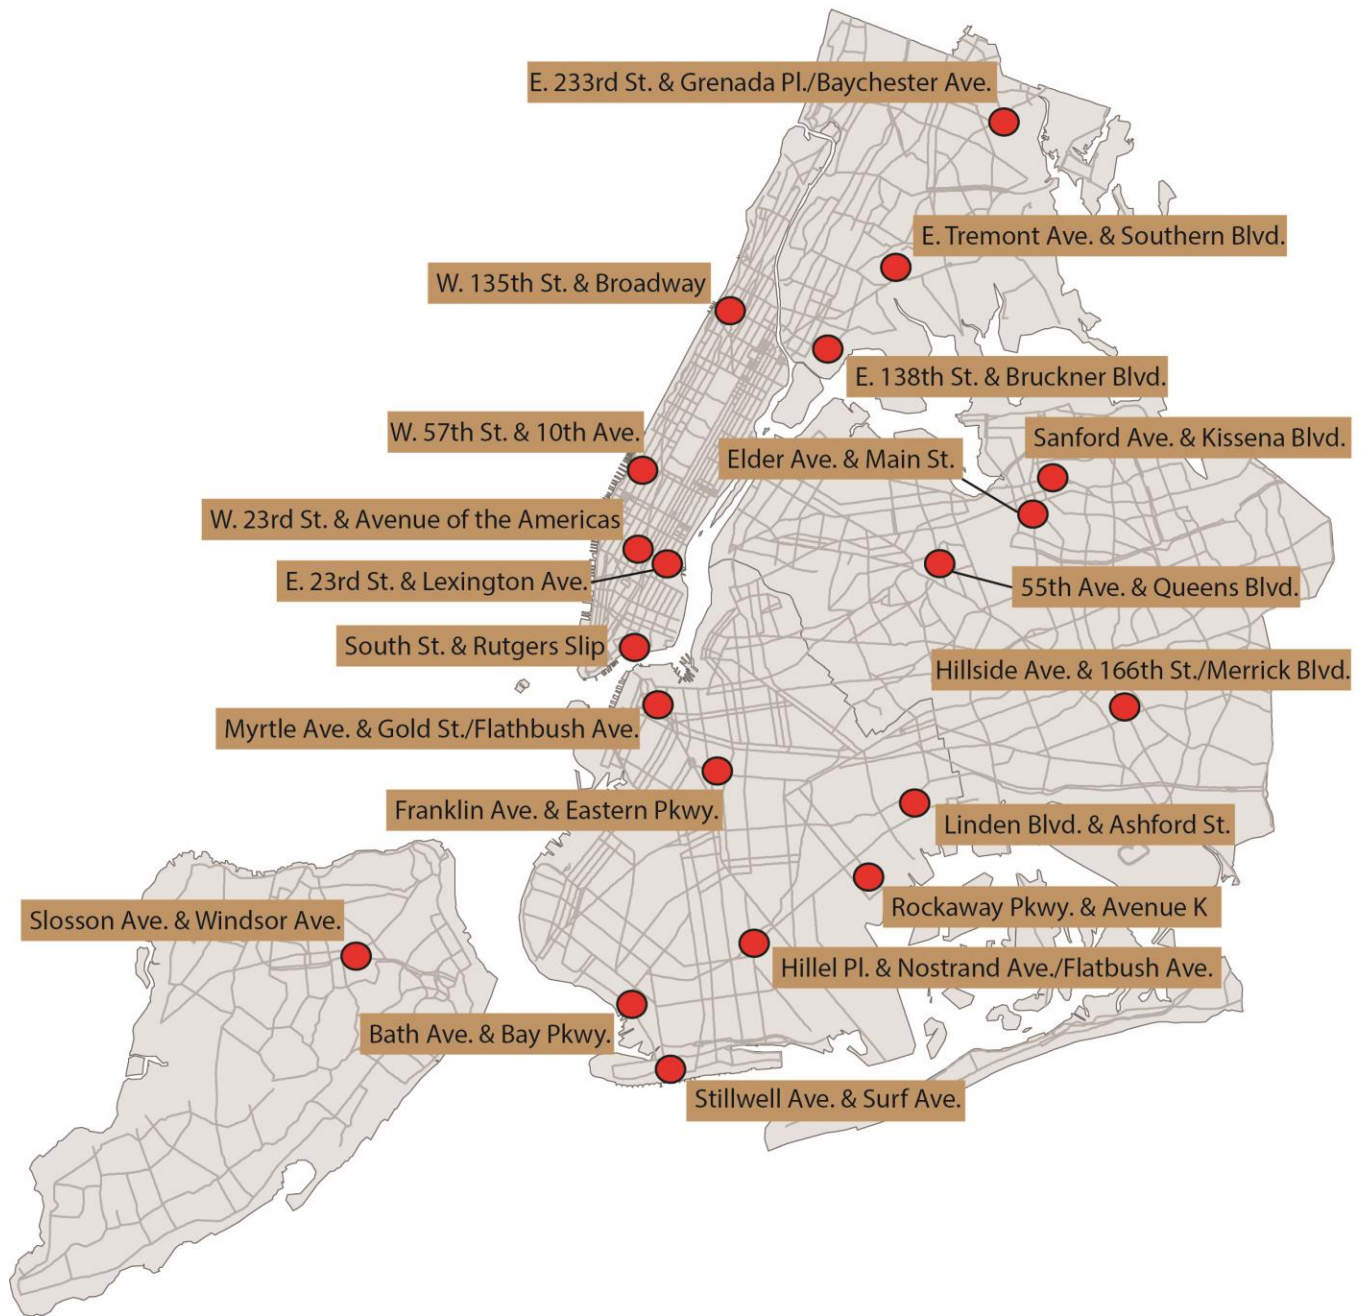 E. 233rd St. & Grenada Pl./Baychester Ave.
E. Tremont Ave. & Southern Blvd.
W. 135th St. & Broadway
E. 138th St. & Bruckner Blvd.
W. 57th St. & 10th Ave.
Sanford Ave. & Kissena Blvd.
Elder Ave. & Main St.
W. 23rd St. & Avenue of the Americas
E. 23rd St. & Lexington Ave.
55th Ave. & Queens Blvd.
South St. & Rutgers Slip
Hillside Ave. & 166th St./Merrick Blvd.
Myrtle Ave. & Gold St./Flathbush Ave.
Franklin Ave. & Eastern Pkwy.
Linden Blvd. & Ashford St.
Rockaway Pkwy. & Avenue K
Slosson Ave. & Windsor Ave.
Hillel Pl. & Nostrand Ave./Flatbush Ave.
Bath Ave. & Bay Pkwy.
Stillwell Ave. & Surf Ave.